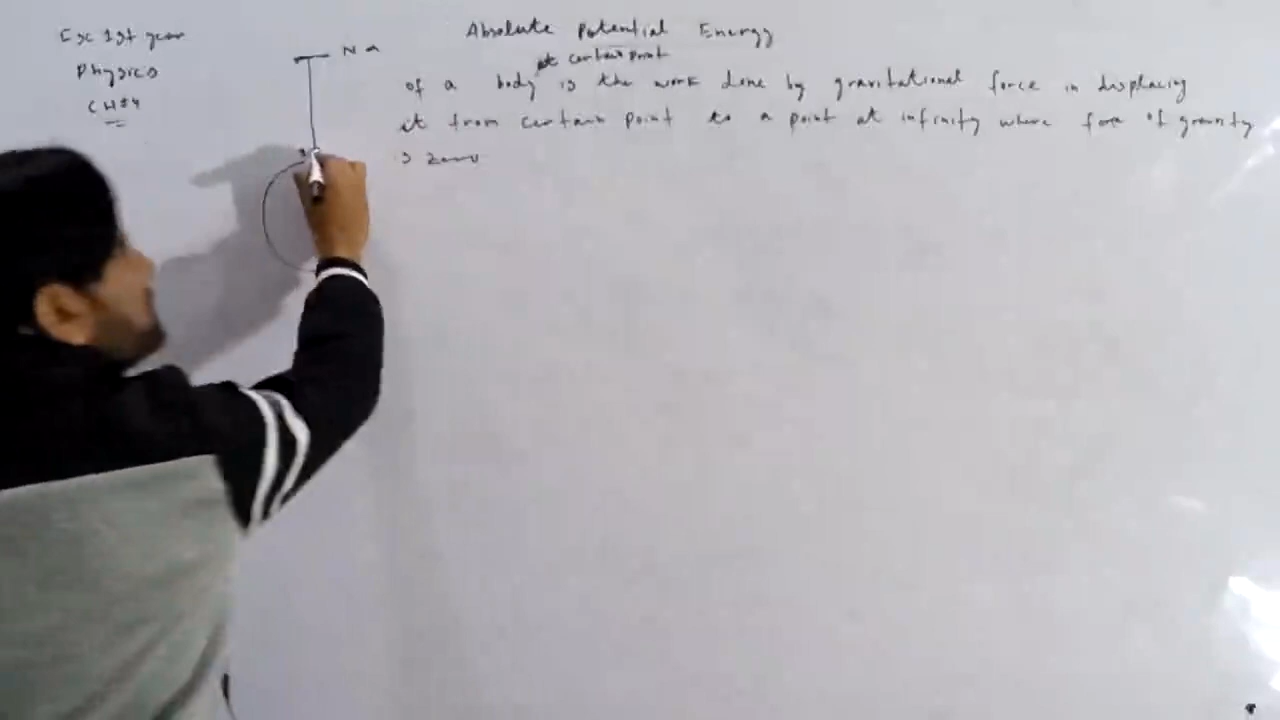 Fsc 1st year
Physics
CH#4
Absolute Potential Energy
at certain point
of a body is the work done by gravitational force in displacing
it from certain point to a point at infinity where force of gravity
is zero